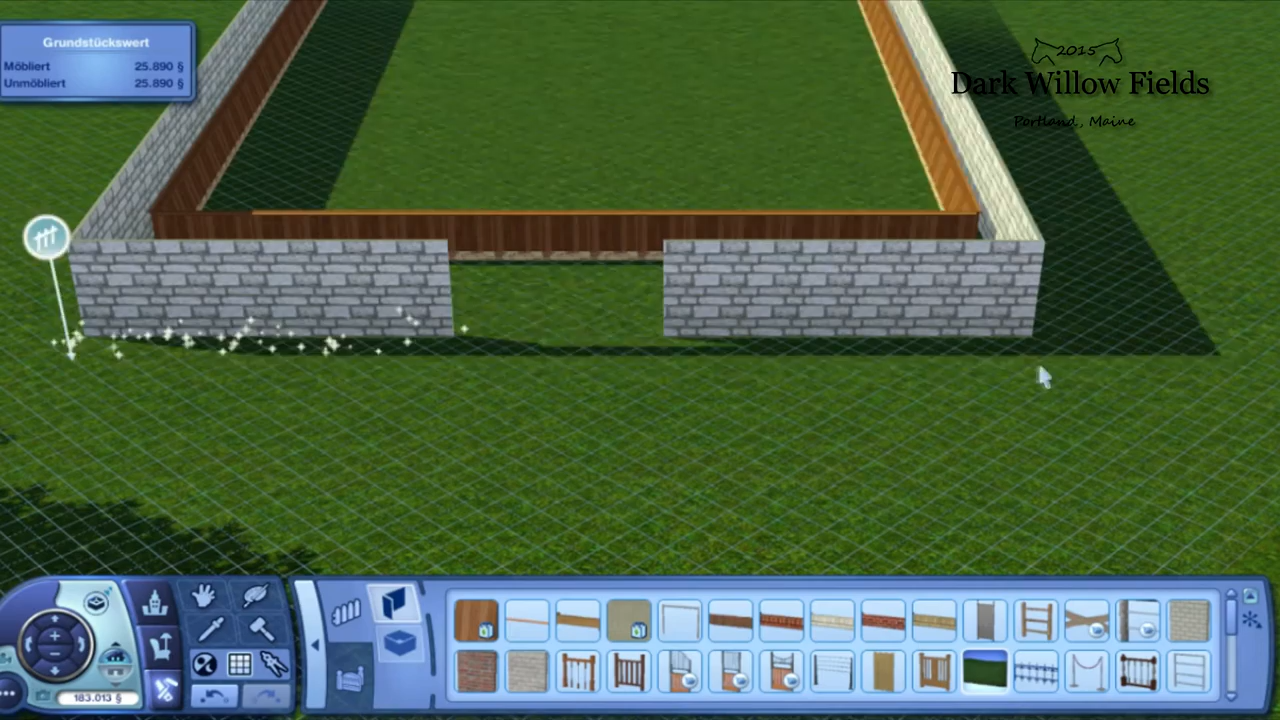 Grundstückswert
Möbliert 25.890 §
Unmöbliert 25.890 §
2015
Dark Willow Fields
Portland, Maine
183.013 §